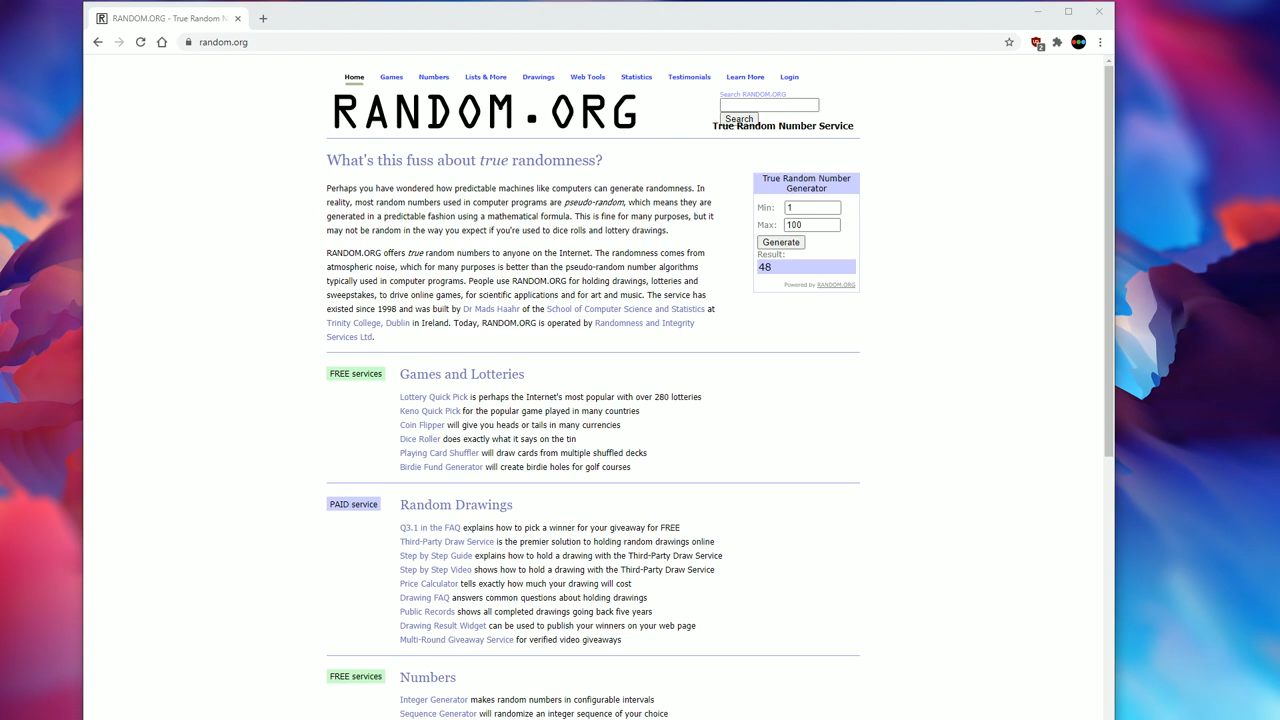 RANDOM.ORG - True Random N
random.org
2
Home Games Numbers Lists & More Drawings Web Tools Statistics Testimonials Learn More Login
RANDOM.ORG
Search RANDOM.ORG
Search
True Random Number Service
What's this fuss about true randomness?
Perhaps you have wondered how predictable machines like computers can generate randomness. In
reality, most random numbers used in computer programs are pseudo-random, which means they are
generated in a predictable fashion using a mathematical formula. This is fine for many purposes, but it
may not be random in the way you expect if you're used to dice rolls and lottery drawings.
RANDOM.ORG offers true random numbers to anyone on the Internet. The randomness comes from
atmospheric noise, which for many purposes is better than the pseudo-random number algorithms
typically used in computer programs. People use RANDOM.ORG for holding drawings, lotteries and
sweepstakes, to drive online games, for scientific applications and for art and music. The service has
existed since 1998 and was built by Dr Mads Haahr of the School of Computer Science and Statistics at
Trinity College, Dublin in Ireland. Today, RANDOM.ORG is operated by Randomness and Integrity
Services Ltd.
True Random Number
Generator
Min: 1
Max: 100
Generate
Result:
48
Powered by RANDOM.ORG
FREE services
Games and Lotteries
Lottery Quick Pick is perhaps the Internet's most popular with over 280 lotteries
Keno Quick Pick for the popular game played in many countries
Coin Flipper will give you heads or tails in many currencies
Dice Roller does exactly what it says on the tin
Playing Card Shuffler will draw cards from multiple shuffled decks
Birdie Fund Generator will create birdie holes for golf courses
PAID service
Random Drawings
Q3.1 in the FAQ explains how to pick a winner for your giveaway for FREE
Third-Party Draw Service is the premier solution to holding random drawings online
Step by Step Guide explains how to hold a drawing with the Third-Party Draw Service
Step by Step Video shows how to hold a drawing with the Third-Party Draw Service
Price Calculator tells exactly how much your drawing will cost
Drawing FAQ answers common questions about holding drawings
Public Records shows all completed drawings going back five years
Drawing Result Widget can be used to publish your winners on your web page
Multi-Round Giveaway Service for verified video giveaways
FREE services
Numbers
Integer Generator makes random numbers in configurable intervals
Sequence Generator will randomize an integer sequence of your choice